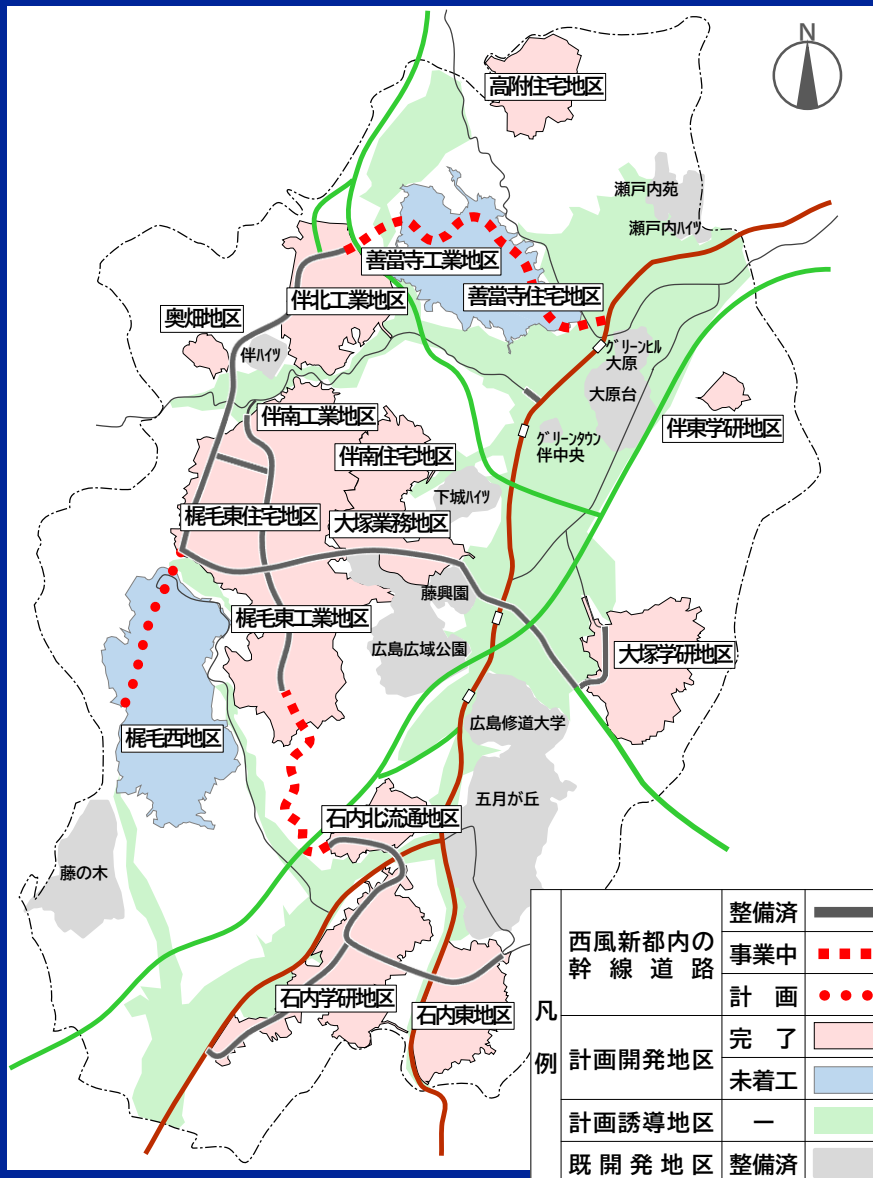 N
高附住宅地区
瀬戸内苑
瀬戸内ﾊｲﾂ
善當寺工業地区
善當寺住宅地区
伴北工業地区
奥畑地区
伴ﾊｲﾂ
ｸﾞﾘｰﾝﾋﾙ
大原
大原台
伴東学研地区
伴南工業地区
ｸﾞﾘｰﾝﾀｳﾝ
伴中央
伴南住宅地区
下城ﾊｲﾂ
梶毛東住宅地区
大塚業務地区
藤興園
梶毛東工業地区
広島広域公園
大塚学研地区
広島修道大学
梶毛西地区
五月が丘
石内北流通地区
藤の木
石内学研地区
石内東地区
凡例
西風新都内の
幹線道路
整備済
事業中
計画
計画開発地区
完了
未着工
計画誘導地区
ー
既開発地区
整備済